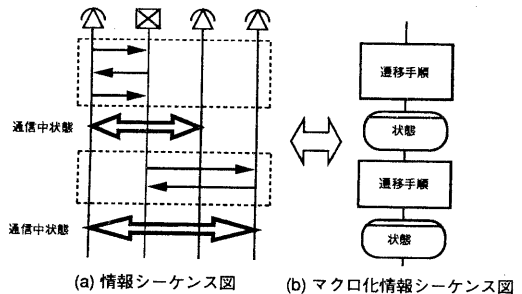 遷移手順
通信中状態
状態
遷移手順
通信中状態
状態
(a) 情報シーケンス図
(b) マクロ化情報シーケンス図